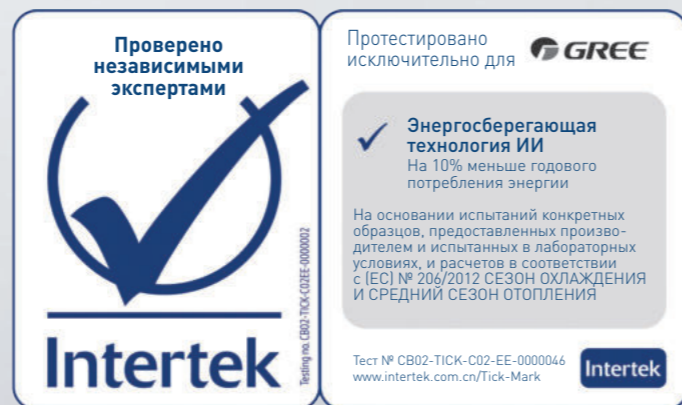 Проверено
независимыми
экспертами
Intertek
Testing no. CB02-TICK-C02EE-0000002
Протестировано
исключительно для
GREE
Энергосберегающая
технология ИИ
На 10% меньше годового
потребления энергии
На основании испытаний конкретных
образцов, предоставленных произво-
дителем и испытанных в лабораторных
условиях, и расчетов в соответствии
с (ЕС) № 206/2012 СЕЗОН ОХЛАЖДЕНИЯ
И СРЕДНИЙ СЕЗОН ОТОПЛЕНИЯ
Тест № CB02-TICK-C02-EE-0000046
www.intertek.com.cn/Tick-Mark
Intertek